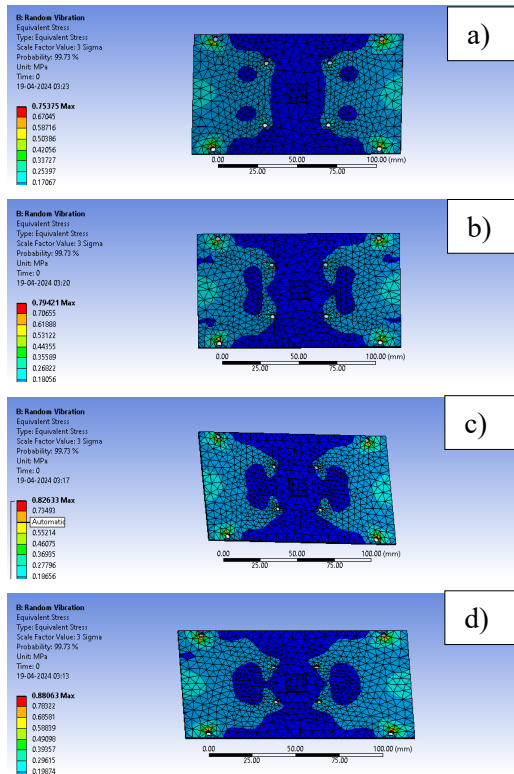 B: Random Vibration
Equivalent Stress
Type: Equivalent Stress
Scale Factor Value: 3 Sigma
Probability: 99.73 %
Unit: MPa
Time: 0
19-04-2024 03:23
0.75375 Max
0.67045
0.58716
0.50386
0.42056
0.33727
0.25397
0.17067
a)
0.00 50.00 100.00 (mm)
25.00 75.00
B: Random Vibration
Equivalent Stress
Type: Equivalent Stress
Scale Factor Value: 3 Sigma
Probability: 99.73 %
Unit: MPa
Time: 0
19-04-2024 03:20
0.79421 Max
0.70655
0.61888
0.53122
0.44355
0.35589
0.26822
0.18056
b)
0.00 50.00 100.00 (mm)
25.00 75.00
B: Random Vibration
Equivalent Stress
Type: Equivalent Stress
Scale Factor Value: 3 Sigma
Probability: 99.73 %
Unit: MPa
Time: 0
19-04-2024 03:17
0.82633 Max
0.73493
Automatic
0.55214
0.46075
0.36935
0.27796
0.18656
c)
0.00 50.00 100.00 (mm)
25.00 75.00
B: Random Vibration
Equivalent Stress
Type: Equivalent Stress
Scale Factor Value: 3 Sigma
Probability: 99.73 %
Unit: MPa
Time: 0
19-04-2024 03:13
0.88063 Max
0.78322
0.68581
0.58839
0.49098
0.39357
0.29615
0.19874
d)
0.00 50.00 100.00 (mm)
25.00 75.00